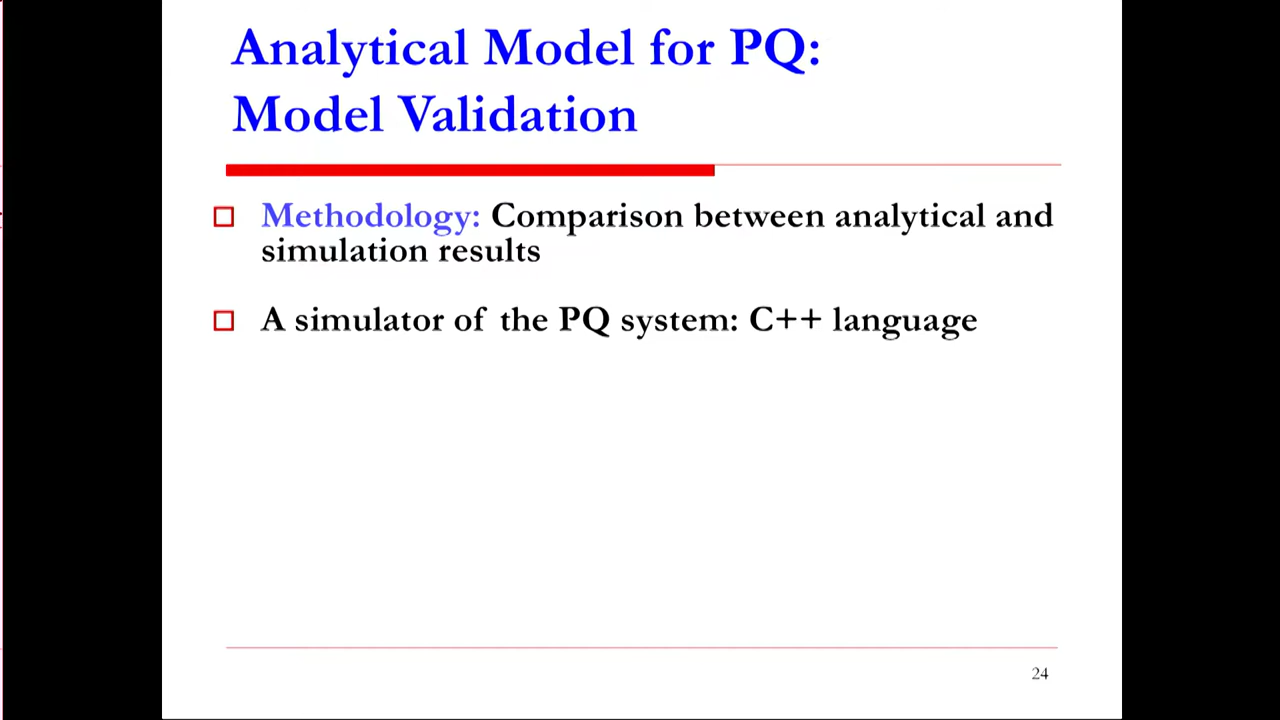 Analytical Model for PQ:
Model Validation
Methodology: Comparison between analytical and
simulation results
A simulator of the PQ system: C++ language
24